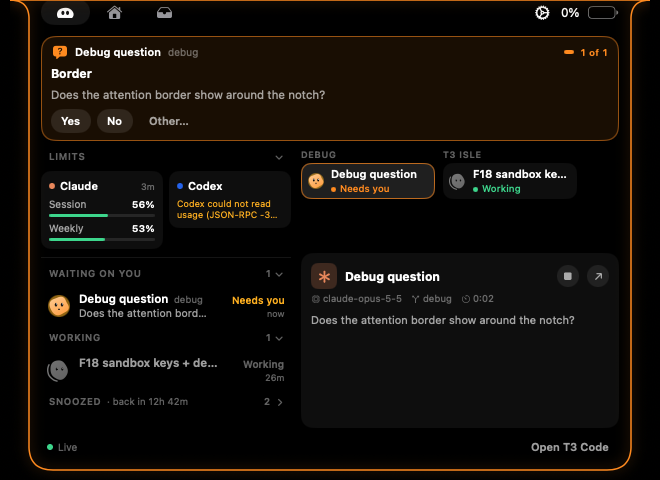 0%
Debug question debug
1 of 1
Border
Does the attention border show around the notch?
Yes No Other...
LIMITS
Claude 3m
Session 56%
Weekly 53%
Codex
Codex could not read
usage (JSON-RPC -3...
DEBUG
Debug question
Needs you
T3 ISLE
F18 sandbox ke...
Working
WAITING ON YOU 1
Debug question debug Needs you
Does the attention bord... now
WORKING 1
F18 sandbox keys + de... Working
26m
SNOOZED · back in 12h 42m 2
Debug question
claude-opus-5-5 debug 0:02
Does the attention border show around the notch?
Live
Open T3 Code